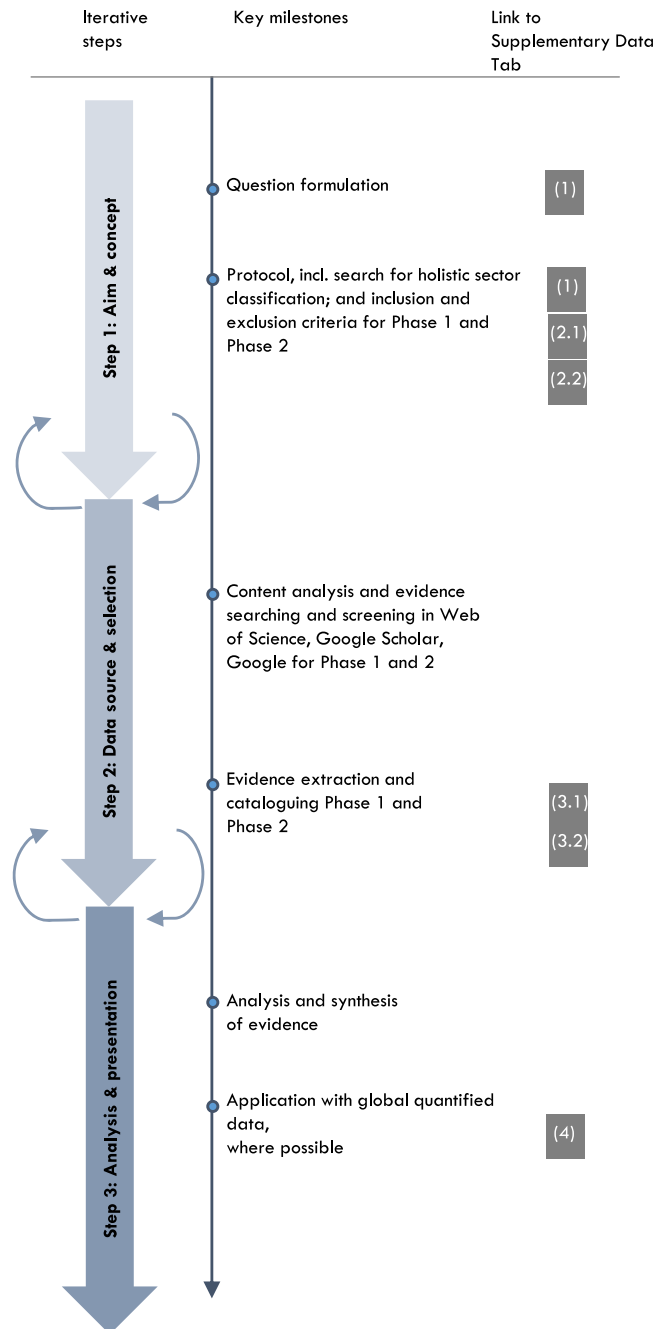 Iterative
steps
Key milestones
Link to
Supplementary Data
Tab
Step 1: Aim & concept
Question formulation
(1)
Protocol, incl. search for holistic sector
classification; and inclusion and
exclusion criteria for Phase 1 and
Phase 2
(1)
(2.1)
(2.2)
Step 2: Data source & selection
Content analysis and evidence
searching and screening in Web
of Science, Google Scholar,
Google for Phase 1 and 2
Evidence extraction and
cataloguing Phase 1 and
Phase 2
(3.1)
(3.2)
Step 3: Analysis & presentation
Analysis and synthesis
of evidence
Application with global quantified
data,
where possible
(4)